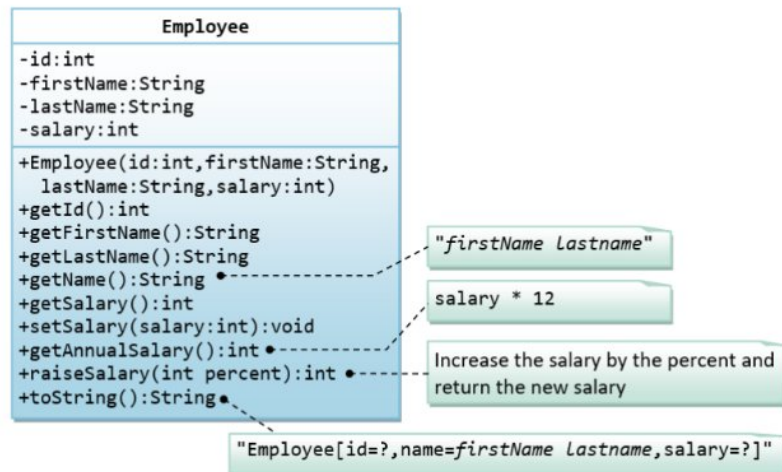 Employee
-id:int
-firstName:String
-lastName:String
-salary:int
+Employee(id:int,firstName:String,
lastName:String,salary:int)
+getId():int
+getFirstName():String
+getLastName():String
+getName():String
+getSalary():int
+setSalary(salary:int):void
+getAnnualSalary():int
+raiseSalary(int percent):int
+toString():String
"firstName lastname"
salary * 12
Increase the salary by the percent and
return the new salary
"Employee[id=?,name=firstName lastname,salary=?]"